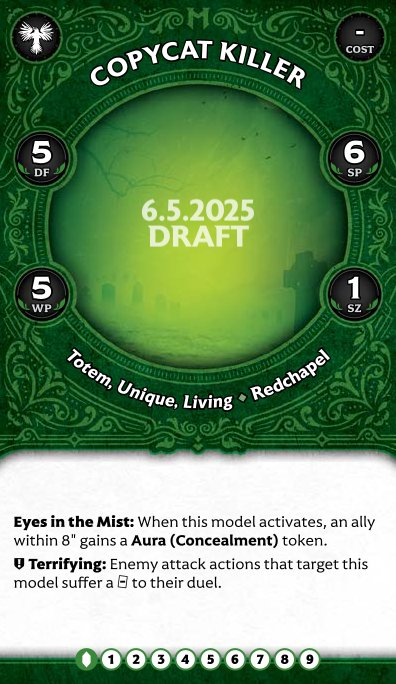 COPYCAT KILLER
-
COST
5
DF
6
SP
6.5.2025
DRAFT
5
WP
1
SZ
Totem, Unique, Living • Redchapel
Eyes in the Mist: When this model activates, an ally
within 8" gains a Aura (Concealment) token.
Terrifying: Enemy attack actions that target this
model suffer a to their duel.
1 2 3 4 5 6 7 8 9